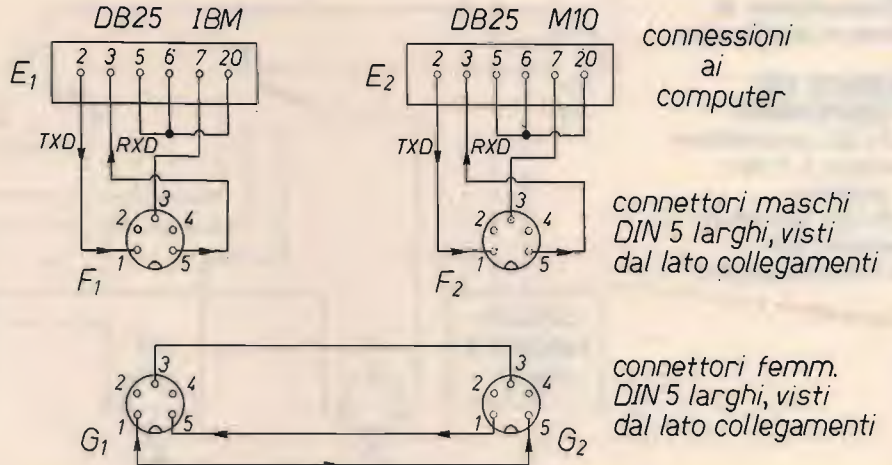 DB25 IBM
2 3 5 6 7 20
E1
TXD
RXD
3
2 4
1 5
F1
DB25 M10
2 3 5 6 7 20
E2
TXD
RXD
3
2 4
1 5
F2
connessioni
ai
computer
connettori maschi
DIN 5 larghi, visti
dal lato collegamenti
3
2 4
1 5
G1
3
2 4
1 5
G2
connettori femm.
DIN 5 larghi, visti
dal lato collegamenti